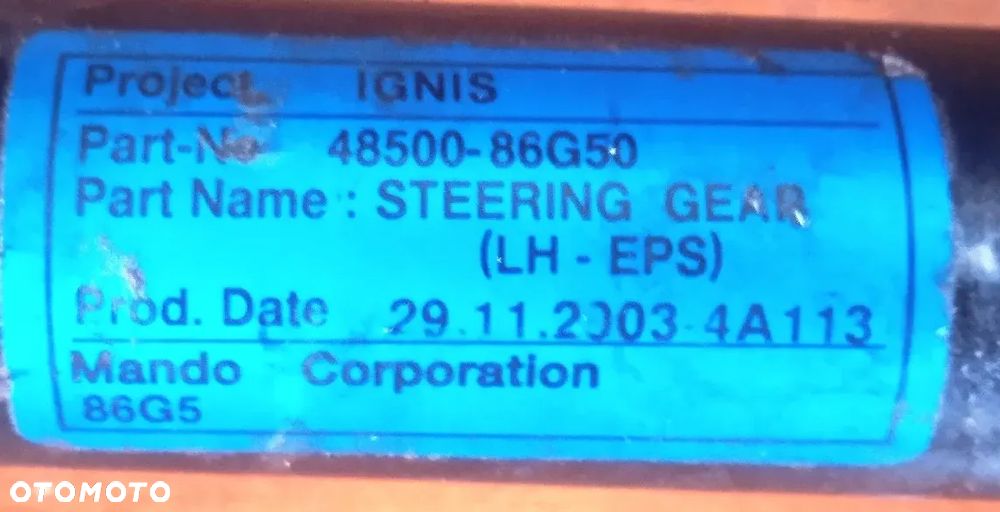 Project IGNIS
Part-No 48500-86G50
Part Name : STEERING GEAR
(LH - EPS)
Prod. Date 29.11.2003 4A113
Mando Corporation
86G5
OTOMOTO